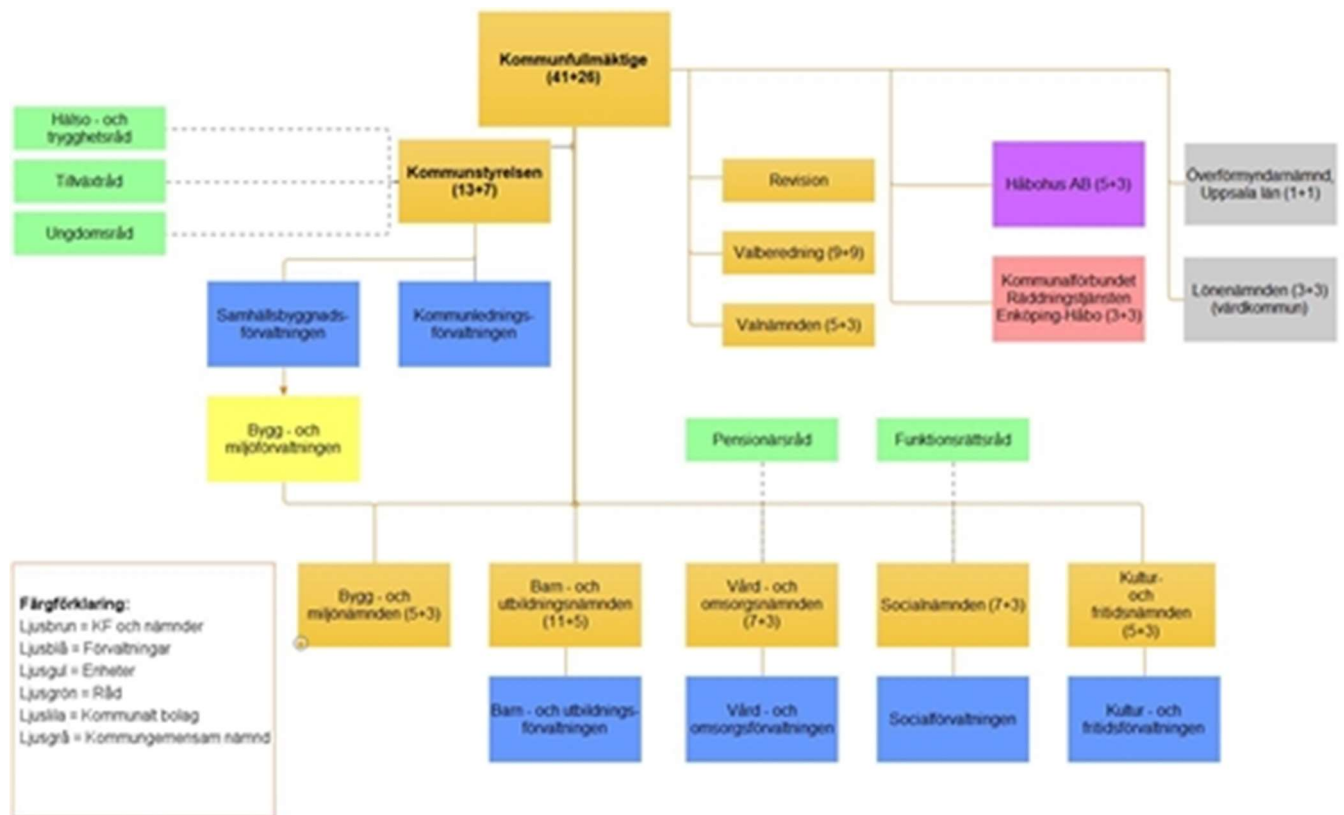 Kommunfullmäktige
(41+26)
Hälso - och
trygghetsråd
Tillväxtråd
Ungdomsråd
Kommunstyrelsen
(13+7)
Revision
Valberedning (9+9)
Valnämnden (5+3)
Håbohus AB (5+3)
Kommunalförbundet
Räddningstjänsten
Enköping-Håbo (3+3)
Överförmyndarnämnd,
Uppsala län (1+1)
Lönenämnden (3+3)
(värdkommun)
Samhällsbyggnads-
förvaltningen
Kommunlednings-
förvaltningen
Bygg - och
miljöförvaltningen
Pensionärsråd
Funktionsrättsråd
Bygg - och
miljönämnden (5+3)
Barn - och
utbildningsnämnden
(11+5)
Vård - och
omsorgsnämnden
(7+3)
Socialnämnden (7+3)
Kultur-
och
fritidsnämnden
(5+3)
Barn - och utbildnings-
förvaltningen
Vård - och
omsorgsförvaltningen
Socialförvaltningen
Kultur - och
fritidsförvaltningen
Färgförklaring:
Ljusbrun = KF och nämnder
Ljusblå = Förvaltningar
Ljusgul = Enheter
Ljusgrön = Råd
Ljuslila = Kommunalt bolag
Ljusgrå = Kommungemensam nämnd